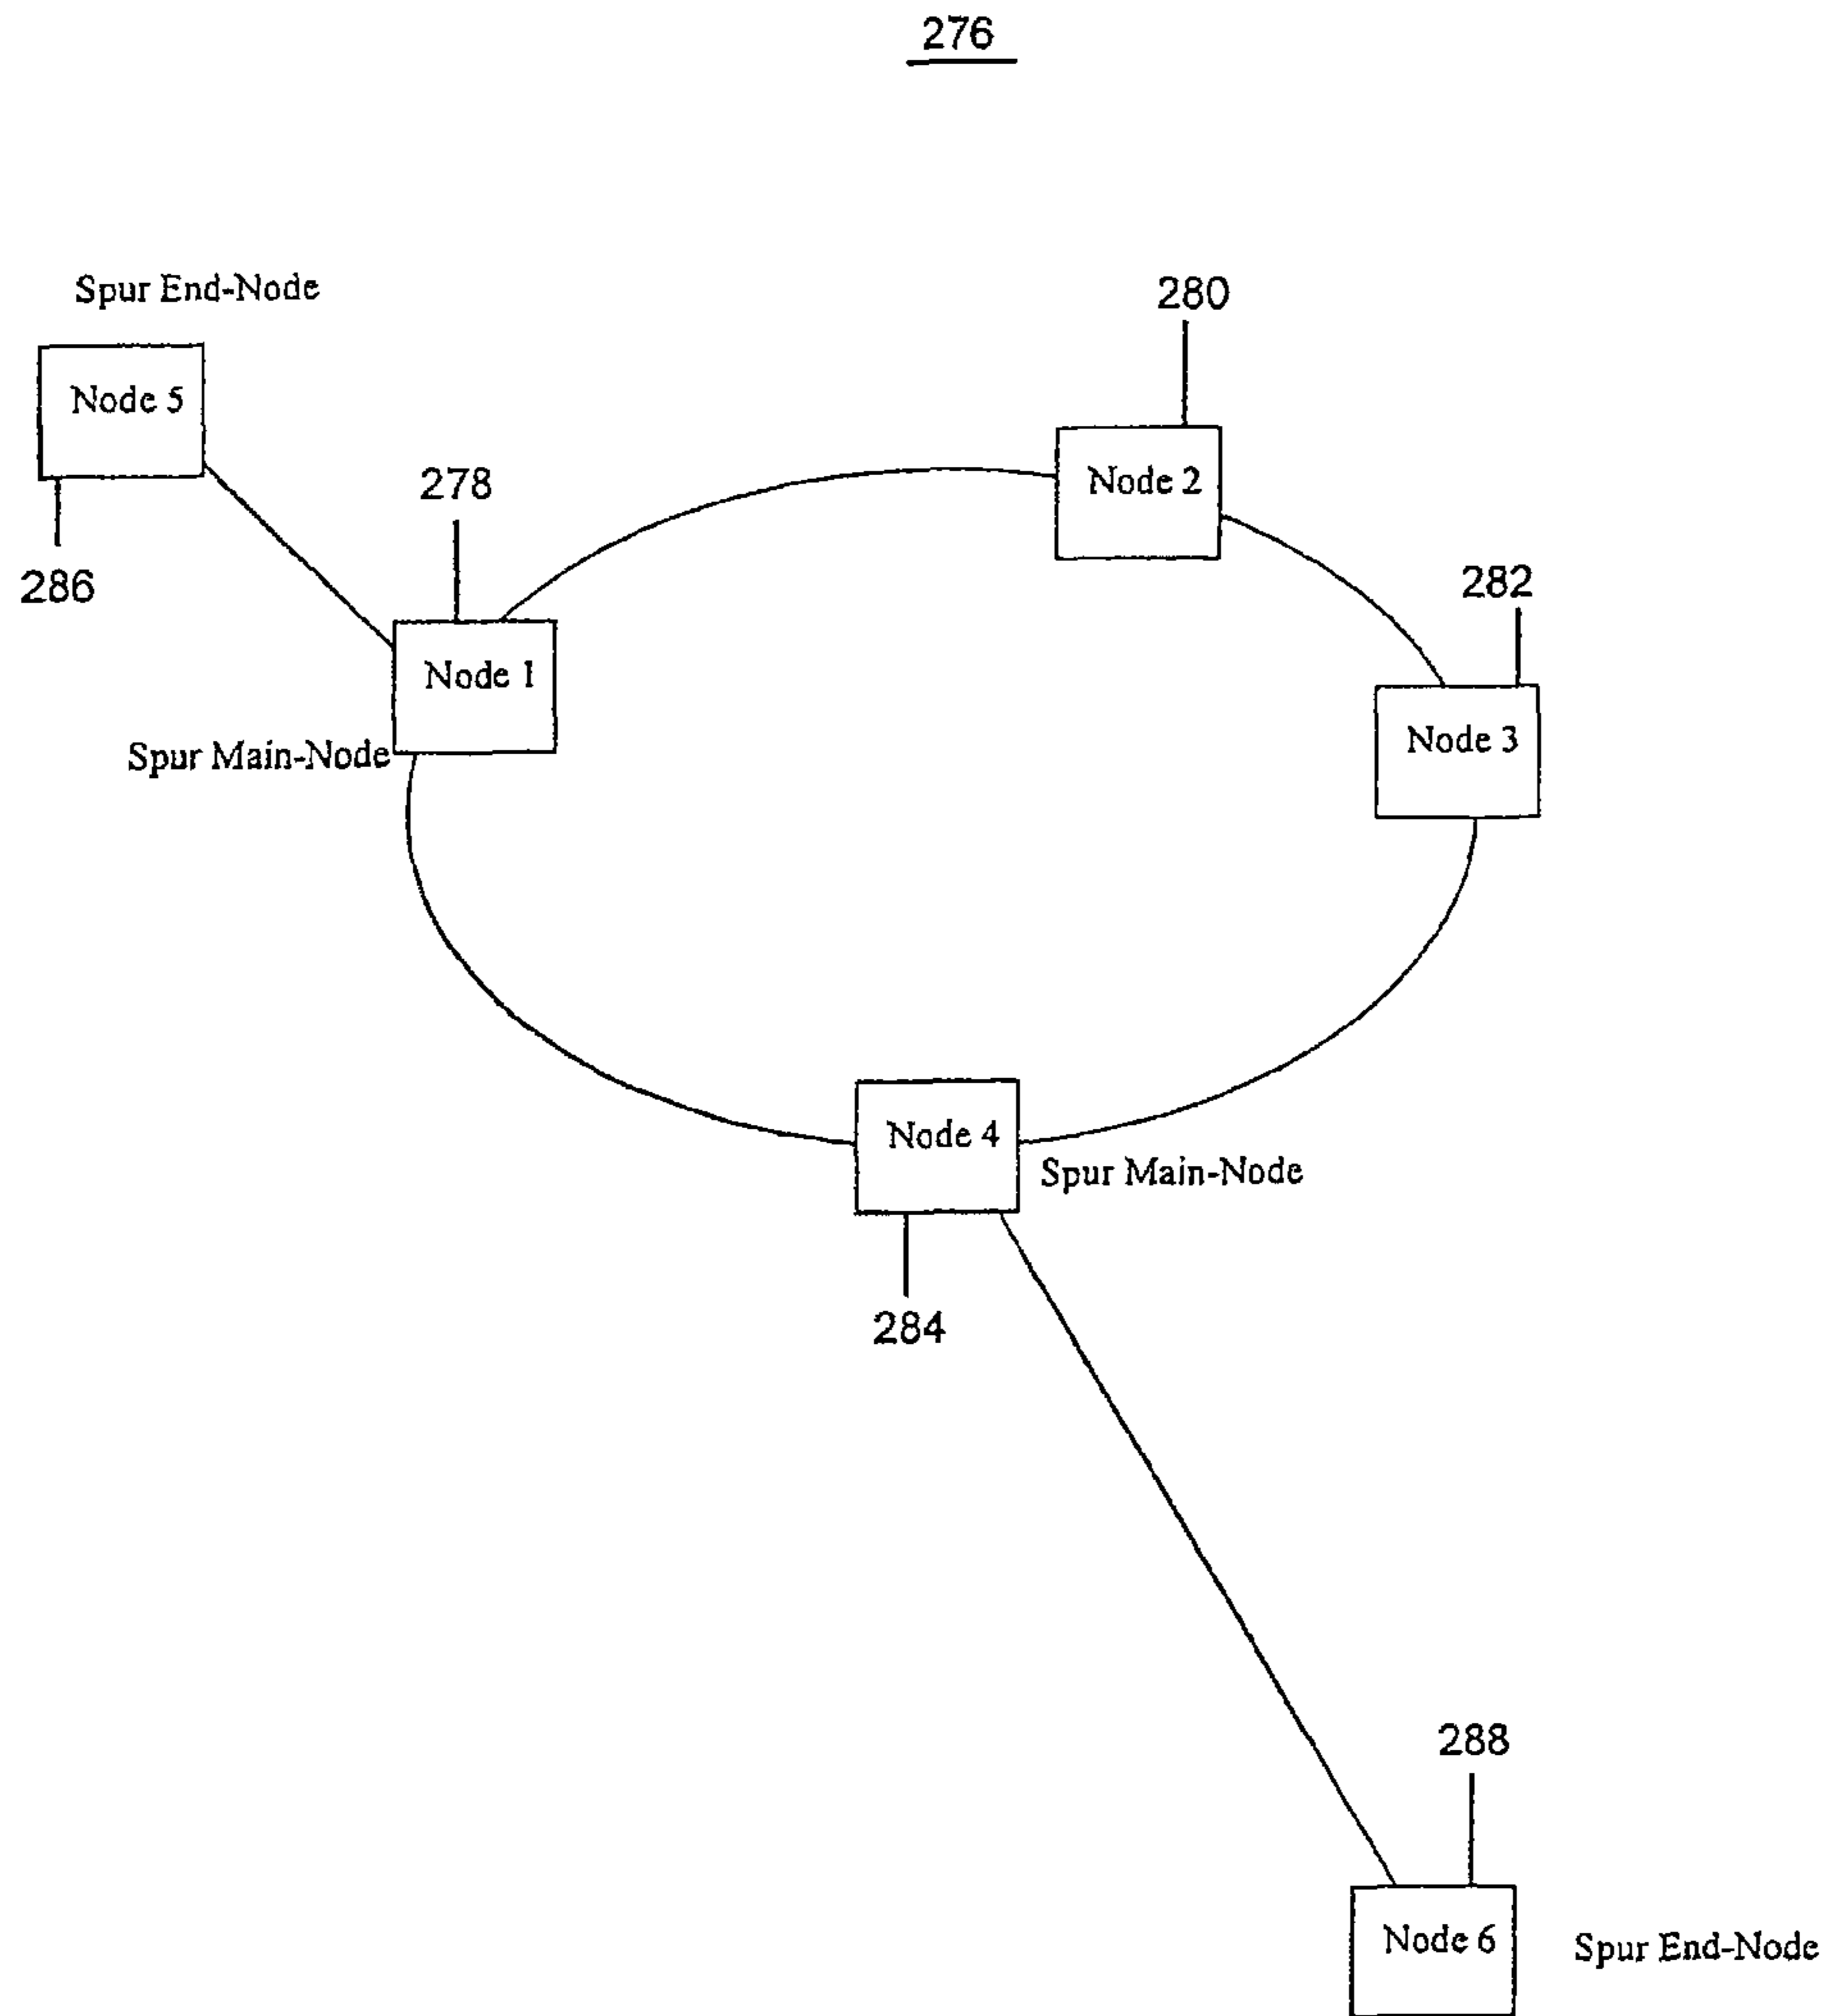 276
Spur End-Node
280
Node 5
278
Node 2
286
282
Node 1
Node 3
Spur Main-Node
Node 4
Spur Main-Node
284
288
Node 6
Spur End-Node